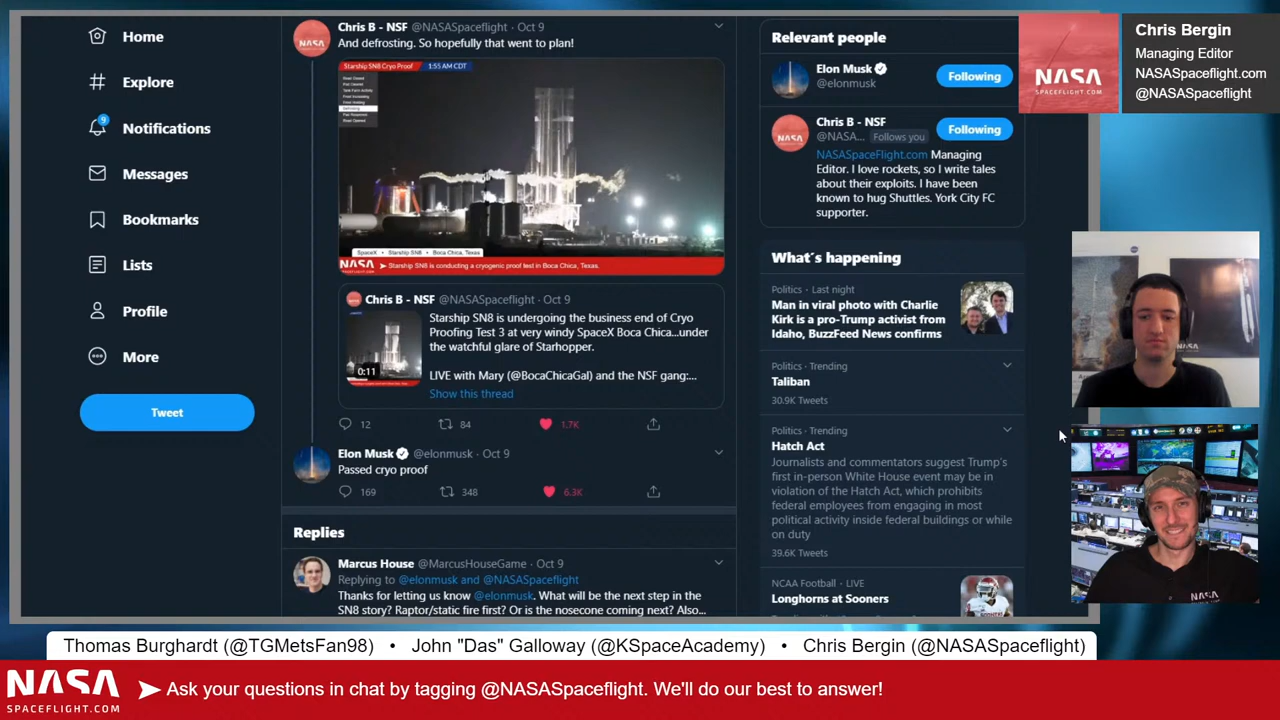 Home
Explore
9
Notifications
Messages
Bookmarks
Lists
Profile
More
Tweet
Chris B - NSF @NASASpaceflight · Oct 9
And defrosting. So hopefully that went to plan!
Starship SN8 Cryo Proof 1:55 AM CDT
SpaceX • Starship SN8 • Boca Chica, Texas
NASA Starship SN8 is conducting a cryogenic proof test in Boca Chica, Texas.
Chris B - NSF @NASASpaceflight · Oct 9
Starship SN8 is undergoing the business end of Cryo
Proofing Test 3 at very windy SpaceX Boca Chica...under
the watchful glare of Starhopper.
LIVE with Mary (@BocaChicaGal) and the NSF gang:...
Show this thread
0:11
12 84 1.7K
Elon Musk @elonmusk · Oct 9
Passed cryo proof
169 348 6.3K
Replies
Marcus House @MarcusHouseGame · Oct 9
Replying to @elonmusk and @NASASpaceflight
Thanks for letting us know @elonmusk. What will be the next step in
the SN8 story? Raptor/static fire first? Or is the nosecone coming next? Also...
Relevant people
Elon Musk
@elonmusk
Following
Chris B - NSF
@NASA... Follows you
Following
NASASpaceFlight.com Managing
Editor. I love rockets, so I write tales
about their exploits. I have been
known to hug Shuttles. York City FC
supporter.
What´s happening
Politics · Last night
Man in viral photo with Charlie
Kirk is a pro-Trump activist from
Idaho, BuzzFeed News confirms
Politics · Trending
Taliban
30.9K Tweets
Politics · Trending
Hatch Act
Journalists and commentators suggest Trump's
first in-person White House event may be in
violation of the Hatch Act, which prohibits
federal employees from engaging in most
political activity inside federal buildings or while
on duty
39.6K Tweets
NCAA Football · LIVE
Longhorns at Sooners
NASA
SPACEFLIGHT.COM
Chris Bergin
Managing Editor
NASASpaceflight.com
@NASASpaceflight
NASA
Thomas Burghardt (@TGMetsFan98) • John "Das" Galloway (@KSpaceAcademy) • Chris Bergin (@NASASpaceflight)
NASA
SPACEFLIGHT.COM
Ask your questions in chat by tagging @NASASpaceflight. We'll do our best to answer!